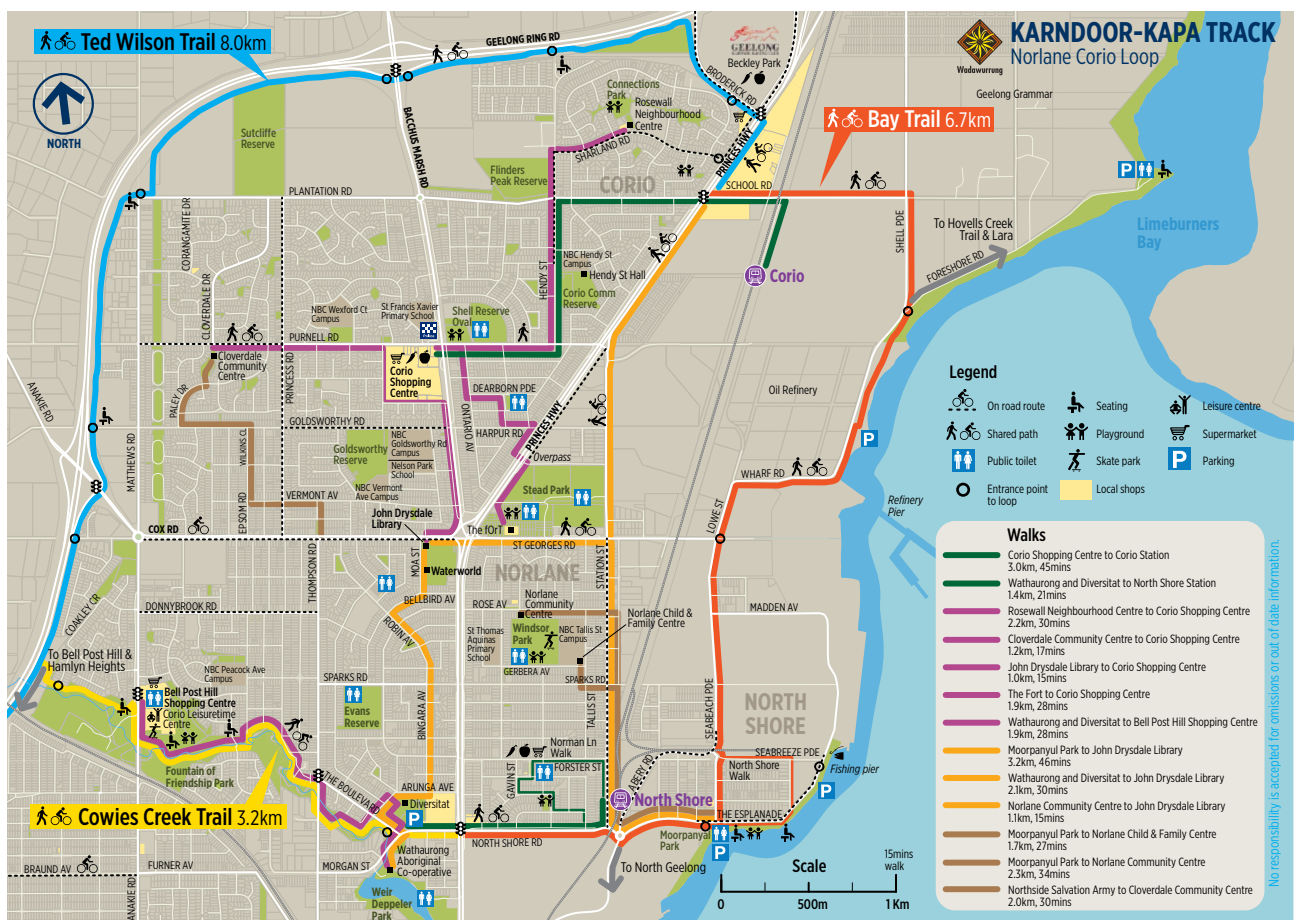 Ted Wilson Trail 8.0km
GEELONG RING RD
GEELONG
Beckley Park
Wadawurrung
KARNDOOR-KAPA TRACK
Norlane Corio Loop
Geelong Grammar
NORTH
BRODERICK RD
Connections
Park
Rosewall
Neighbourhood
Centre
Bay Trail 6.7km
BACCHUS MARSH RD
Sutcliffe
Reserve
SHARLAND RD
PRINCES HWY
P
Flinders
Peak Reserve
CORIO
SCHOOL RD
PLANTATION RD
Limeburners
Bay
CORANGAMITE DR
SHELL PDE
To Hovells Creek
Trail & Lara
FORESHORE RD
CLOVERDALE DR
HENDY ST
NBC Hendy St
Campus
Hendy St Hall
Corio
Corio Comm
Reserve
NBC Wexford Ct
Campus
St Francis Xavier
Primary School
Police
Shell Reserve
Oval
PURNELL RD
Cloverdale
Community
Centre
PRINCESS RD
Corio
Shopping
Centre
DEARBORN PDE
Oil Refinery
ANAKIE RD
PALEY DR
GOLDSWORTHY RD
ONTARIO AV
HARPUR RD
PRINCES HWY
Overpass
MATTHEWS RD
WILKINS CL
Goldsworthy
Reserve
NBC
Goldsworthy Rd
Campus
Nelson Park
School
NBC Vermont
Ave Campus
P
WHARF RD
EPSOM RD
VERMONT AV
Stead Park
LOWE ST
Refinery
Pier
John Drysdale
Library
The fOrT
COX RD
ST GEORGES RD
MOA ST
Waterworld
NORLANE
STATION ST
THOMPSON RD
BELLBIRD AV
DONNYBROOK RD
ROSE AV
Norlane
Community
Centre
MADDEN AV
COAKLEY CR
ROBIN AV
Norlane Child &
Family Centre
St Thomas
Aquinas
Primary
School
Windsor
Park
NBC Tallis St
Campus
To Bell Post Hill &
Hamlyn Heights
NBC Peacock Ave
Campus
GERBERA AV
SPARKS RD
SPARKS RD
Bell Post Hill
Shopping Centre
Corio Leisuretime
Centre
Evans
Reserve
BINGARA AV
TALLIS ST
SEABEACH PDE
NORTH
SHORE
SEABREEZE PDE
Fountain of
Friendship Park
Norman Ln
Walk
GAVIN ST
FORSTER ST
ABERY RD
North Shore
Walk
Fishing pier
THE BOULEVARD
ARUNGA AVE
Diversitat
P
P
Cowies Creek Trail 3.2km
North Shore
THE ESPLANADE
NORTH SHORE RD
Moorpanyal
Park
P
BRAUND AV
FURNER AV
MORGAN ST
Wathaurong
Aboriginal
Co-operative
To North Geelong
ANAKIE RD
Weir
Deppeler
Park
Scale
15mins
walk
0 500m 1 Km
Legend
On road route
Seating
Leisure centre
Shared path
Playground
Supermarket
Public toilet
Skate park
P Parking
Entrance point
to loop
Local shops
Walks
Corio Shopping Centre to Corio Station
3.0km, 45mins
Wathaurong and Diversitat to North Shore Station
1.4km, 21mins
Rosewall Neighbourhood Centre to Corio Shopping Centre
2.2km, 30mins
Cloverdale Community Centre to Corio Shopping Centre
1.2km, 17mins
John Drysdale Library to Corio Shopping Centre
1.0km, 15mins
The Fort to Corio Shopping Centre
1.9km, 28mins
Wathaurong and Diversitat to Bell Post Hill Shopping Centre
1.9km, 28mins
Moorpanyul Park to John Drysdale Library
3.2km, 46mins
Wathaurong and Diversitat to John Drysdale Library
2.1km, 30mins
Norlane Community Centre to John Drysdale Library
1.1km, 15mins
Moorpanyul Park to Norlane Child & Family Centre
1.7km, 27mins
Moorpanyul Park to Norlane Community Centre
2.3km, 34mins
Northside Salvation Army to Cloverdale Community Centre
2.0km, 30mins
No responsibility is accepted for omissions or out of date information.